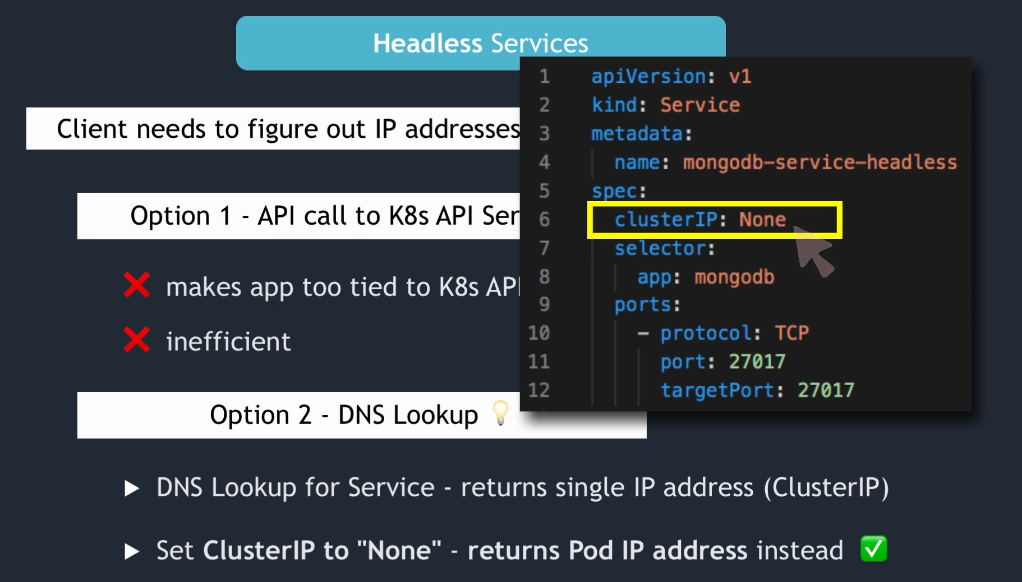 Headless Services
Client needs to figure out IP addresses
Option 1 - API call to K8s API Ser
makes app too tied to K8s API
inefficient
Option 2 - DNS Lookup
DNS Lookup for Service - returns single IP address (ClusterIP)
Set ClusterIP to "None" - returns Pod IP address instead
1 apiVersion: v1
2 kind: Service
3 metadata:
4 name: mongodb-service-headless
5 spec:
6 clusterIP: None
7 selector:
8 app: mongodb
9 ports:
10 - protocol: TCP
11 port: 27017
12 targetPort: 27017